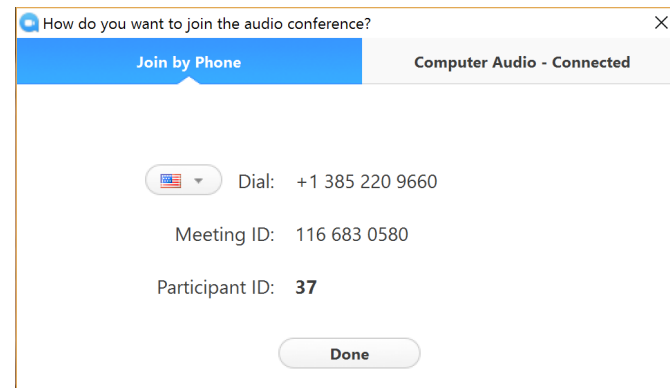 How do you want to join the audio conference?
Join by Phone Computer Audio - Connected
Dial: +1 385 220 9660
Meeting ID: 116 683 0580
Participant ID: 37
Done